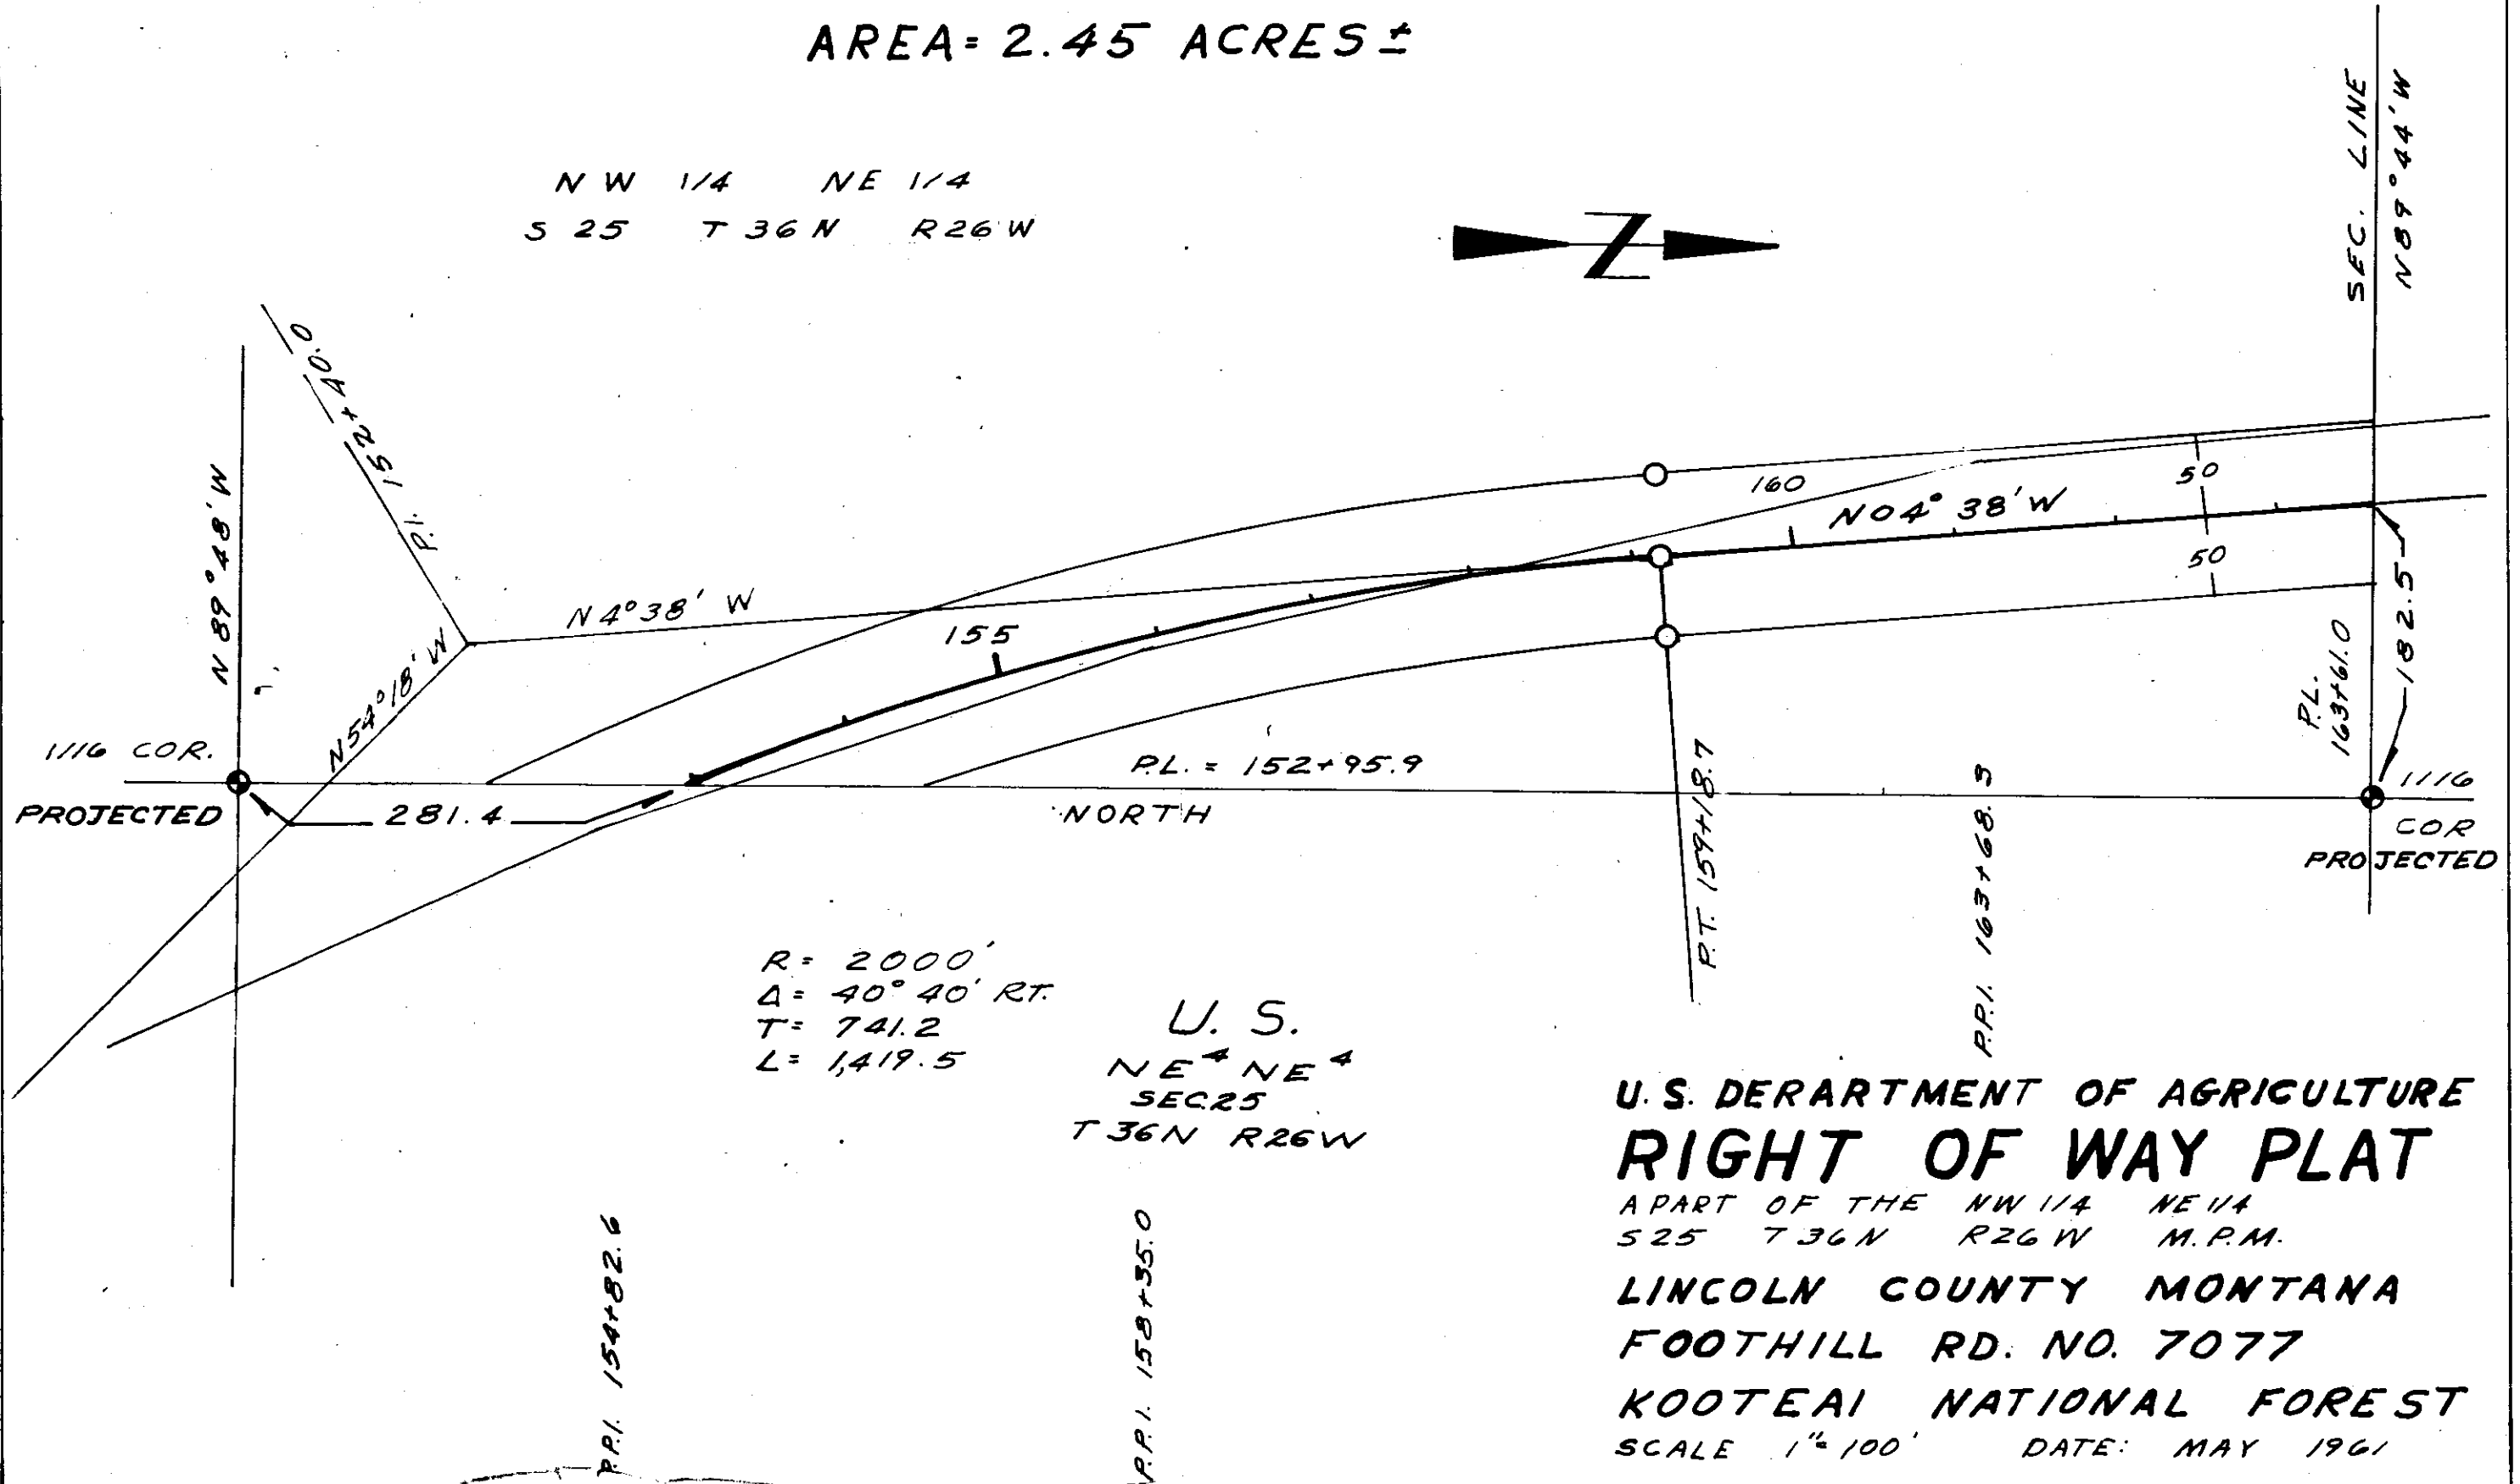 AREA= 2.45 ACRES ±
NW 1/4 NE 1/4
S 25 T 36 N R 26 W
Z
SEC. LINE
N 89° 44' W
P.I. 152+40.0
N 89° 48' W
N 54° 18' W
N 4° 38' W
155
160
N 04° 38' W
50
50
182.5
P.L.
163+61.0
1/16 COR.
PROJECTED
281.4
P.L. = 152+95.9
NORTH
P.T. 159+18.7
P.P.I. 163+68.3
1/16
COR
PROJECTED
R= 2000'
Δ= 40° 40' RT.
T= 741.2
L= 1,419.5
U. S.
NE 4 NE 4
SEC. 25
T 36N R 26 W
P.P.I. 154+82.6
P.P.I. 158+35.0
U. S. DERARTMENT OF AGRICULTURE
RIGHT OF WAY PLAT
A PART OF THE NW 1/4 NE 1/4
S 25 T 36 N R 26 W M.P.M.
LINCOLN COUNTY MONTANA
FOOTHILL RD. NO. 7077
KOOTEAI NATIONAL FOREST
SCALE 1"= 100' DATE: MAY 1961